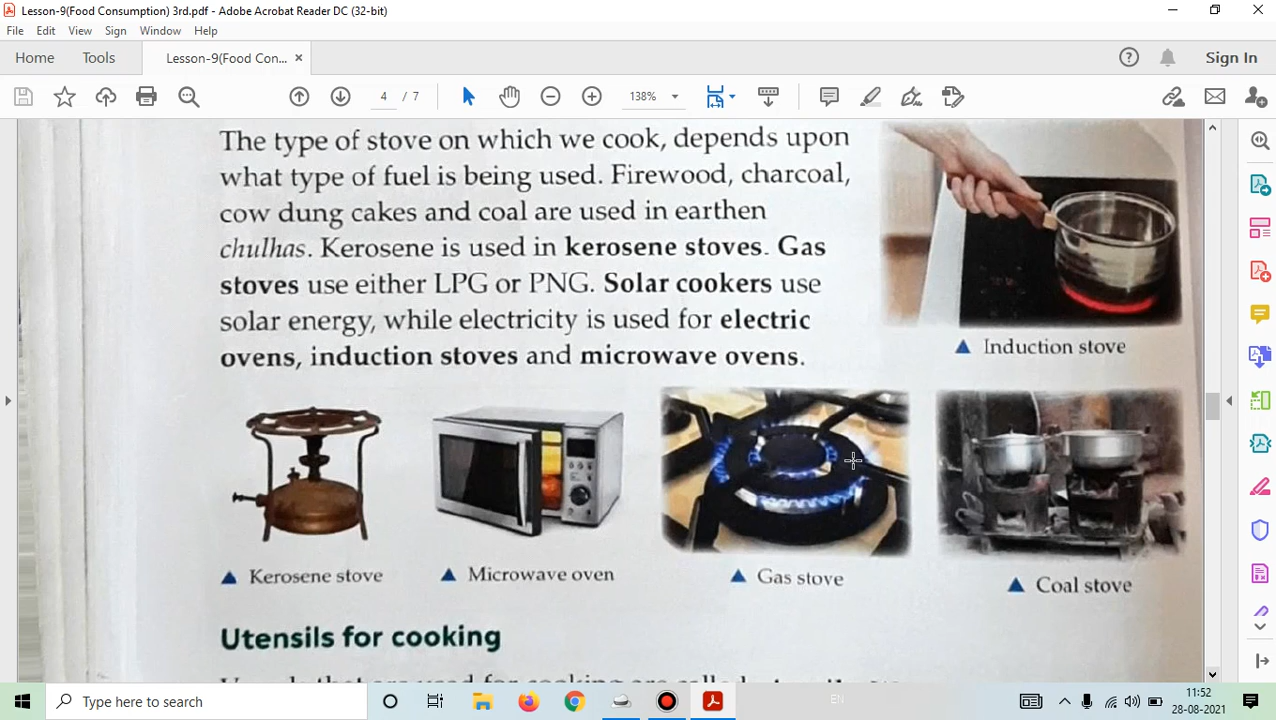 Lesson-9(Food Consumption) 3rd.pdf - Adobe Acrobat Reader DC (32-bit)
File Edit View Sign Window Help
Home Tools Lesson-9(Food Con... × Sign In
4 / 7 138%
The type of stove on which we cook, depends upon
what type of fuel is being used. Firewood, charcoal,
cow dung cakes and coal are used in earthen
chulhas. Kerosene is used in kerosene stoves. Gas
stoves use either LPG or PNG. Solar cookers use
solar energy, while electricity is used for electric
ovens, induction stoves and microwave ovens.
▲ Induction stove
▲ Kerosene stove
▲ Microwave oven
▲ Gas stove
▲ Coal stove
Utensils for cooking
Type here to search
EN
11:52
28-08-2021